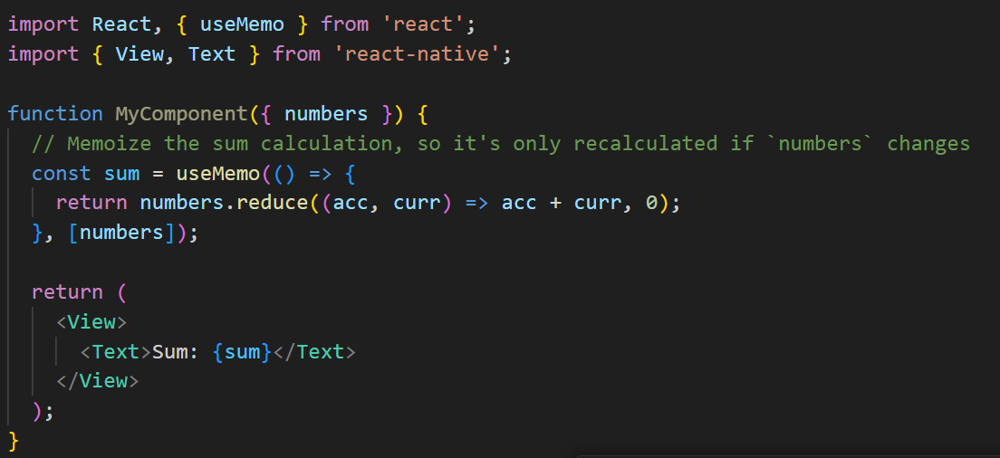 import React, { useMemo } from 'react';
import { View, Text } from 'react-native';

function MyComponent({ numbers }) {
  // Memoize the sum calculation, so it's only recalculated if `numbers` changes
  const sum = useMemo(() => {
    return numbers.reduce((acc, curr) => acc + curr, 0);
  }, [numbers]);

  return (
    <View>
      <Text>Sum: {sum}</Text>
    </View>
  );
}